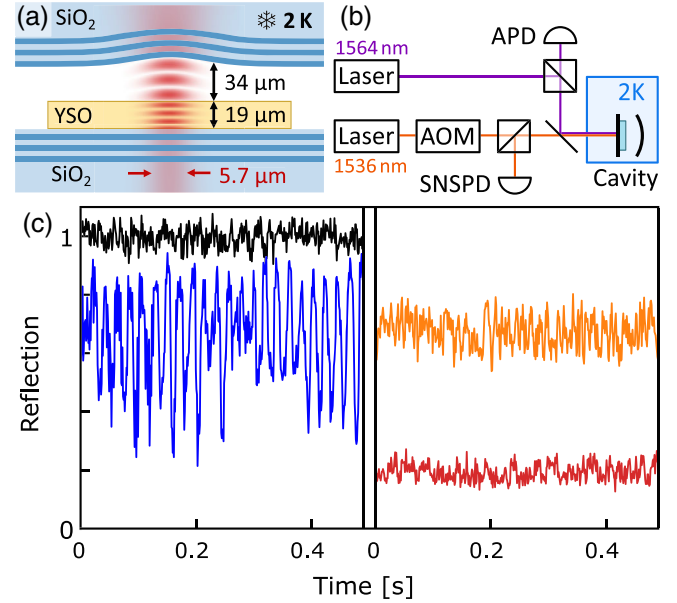 (a)
SiO₂
❄ 2 K
34 µm
YSO
19 µm
SiO₂
5.7 µm
(b)
APD
1564 nm
Laser
2K
Laser
AOM
1536 nm
SNSPD
Cavity
(c)
1
Reflection
0
0
0.2
0.4
0
0.2
0.4
Time [s]